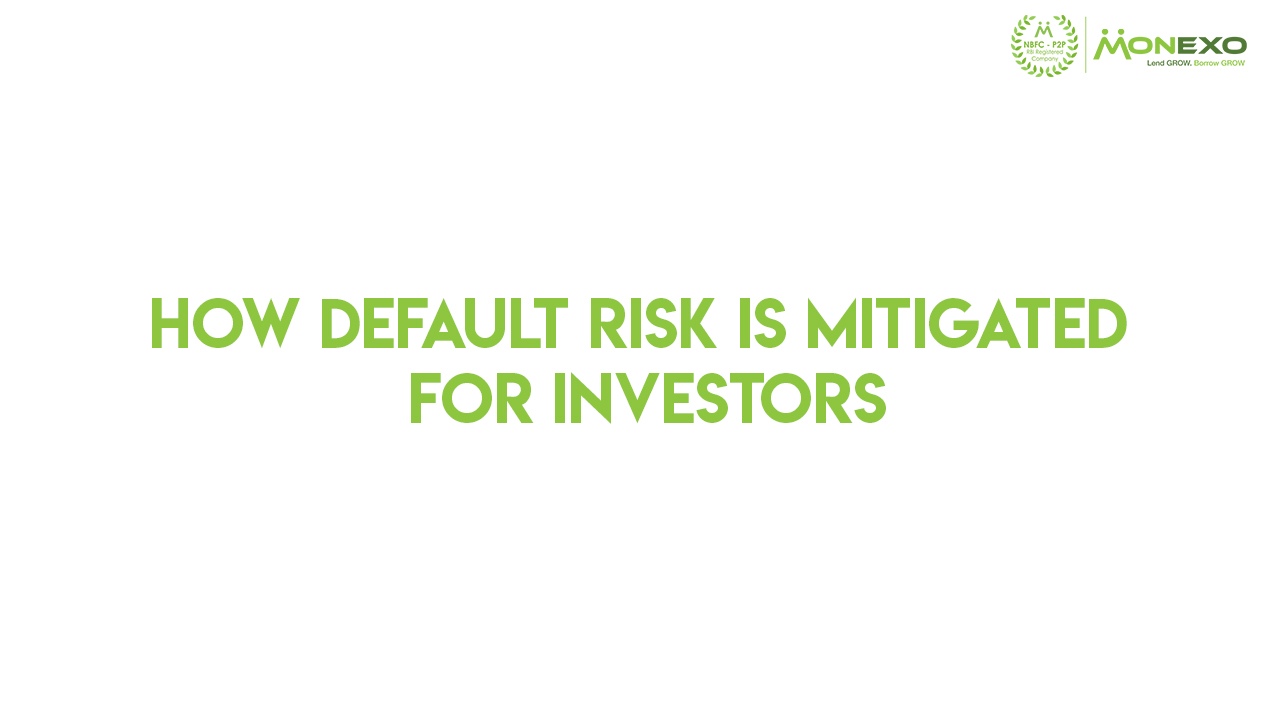 NBFC - P2P
RBI Registered
Company
MONEXO
Lend GROW. Borrow GROW
HOW DEFAULT RISK IS MITIGATED
FOR INVESTORS